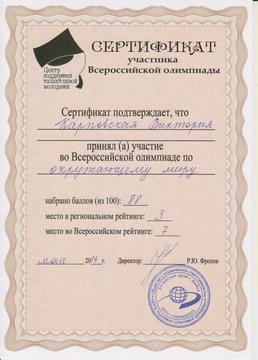 СЕРТИФИКАТ
участника
Всероссийской олимпиады
Центр
поддержки
талантливой
молодежи
Сертификат подтверждает, что
Карповская Виктория
принял (а) участие
во Всероссийской олимпиаде по
окружающему миру
набрано баллов (из 100): 88
место в региональном рейтинге: 3
место во Всероссийском рейтинге: 7
май 2016 г. Директор: Р.Ю. Фролов